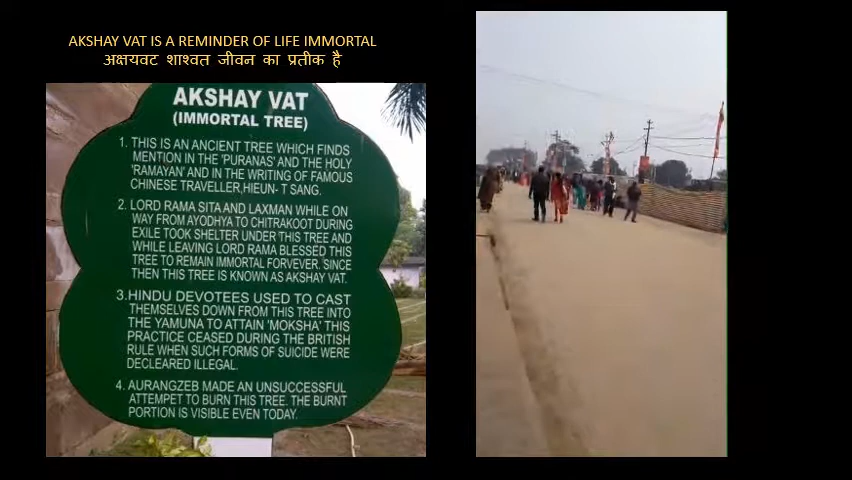 AKSHAY VAT IS A REMINDER OF LIFE IMMORTAL
अक्षयवट शाश्वत जीवन का प्रतीक है
AKSHAY VAT
(IMMORTAL TREE)
1. THIS IS AN ANCIENT TREE WHICH FINDS
MENTION IN THE 'PURANAS' AND THE HOLY
'RAMAYAN' AND IN THE WRITING OF FAMOUS
CHINESE TRAVELLER,HIEUN- T SANG.
2. LORD RAMA SITA AND LAXMAN WHILE ON
WAY FROM AYODHYA TO CHITRAKOOT DURING
EXILE TOOK SHELTER UNDER THIS TREE AND
WHILE LEAVING LORD RAMA BLESSED THIS
TREE TO REMAIN IMMORTAL FORVEVER. SINCE
THEN THIS TREE IS KNOWN AS AKSHAY VAT.
3.HINDU DEVOTEES USED TO CAST
THEMSELVES DOWN FROM THIS TREE INTO
THE YAMUNA TO ATTAIN 'MOKSHA' THIS
PRACTICE CEASED DURING THE BRITISH
RULE WHEN SUCH FORMS OF SUICIDE WERE
DECLEARED ILLEGAL.
4. AURANGZEB MADE AN UNSUCCESSFUL
ATTEMPET TO BURN THIS TREE. THE BURNT
PORTION IS VISIBLE EVEN TODAY.